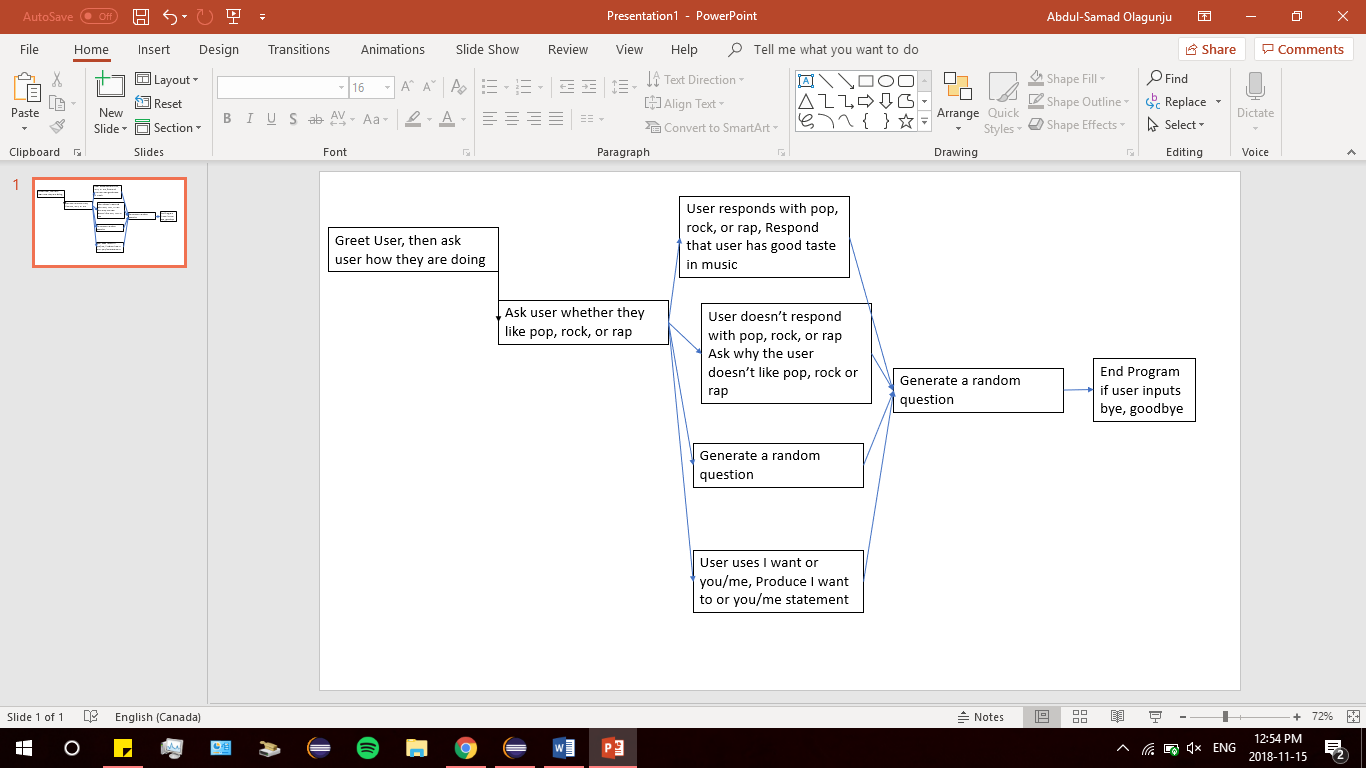 AutoSave Off
Presentation1 - PowerPoint
Abdul-Samad Olagunju
File Home Insert Design Transitions Animations Slide Show Review View Help Tell me what you want to do
Share Comments
Paste
Clipboard
New
Slide
Layout
Reset
Section
Slides
16
B I U S ab AV Aa A
Font
Text Direction
Align Text
Convert to SmartArt
Paragraph
Arrange
Quick
Styles
Shape Fill
Shape Outline
Shape Effects
Drawing
Find
Replace
Select
Editing
Dictate
Voice
1
Greet User, then ask
user how they are doing
Ask user whether they
like pop, rock, or rap
User responds with pop,
rock, or rap, Respond
that user has good taste
in music
User doesn’t respond
with pop, rock, or rap
Ask why the user
doesn’t like pop, rock or
rap
Generate a random
question
User uses I want or
you/me, Produce I want
to or you/me statement
Generate a random
question
End Program
if user inputs
bye, goodbye
Slide 1 of 1
English (Canada)
Notes
72%
ENG
12:54 PM
2018-11-15
2